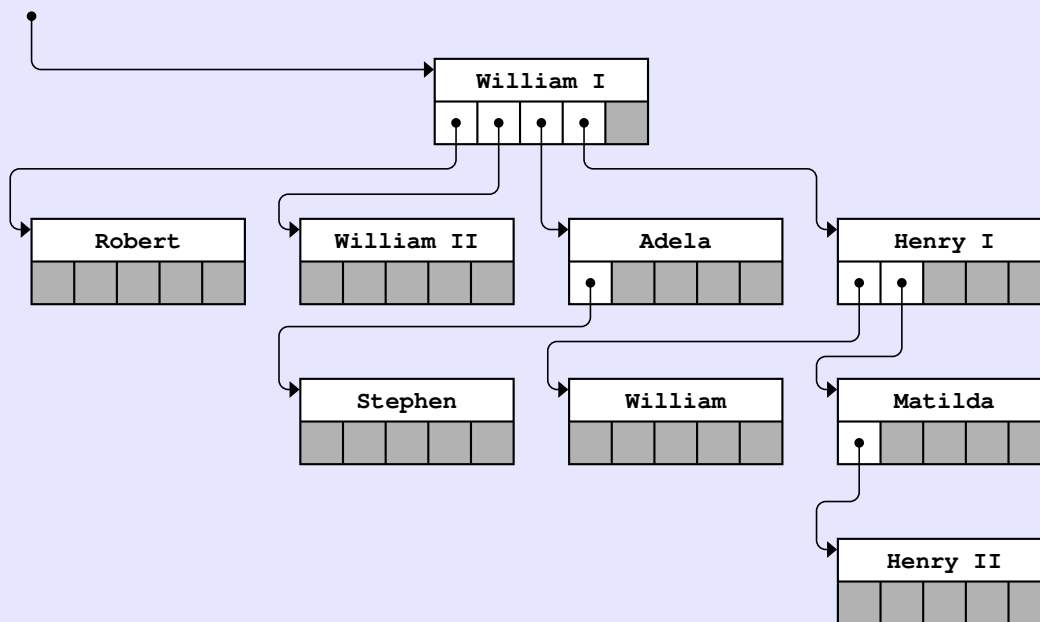 William I
Robert
William II
Adela
Henry I
Stephen
William
Matilda
Henry II